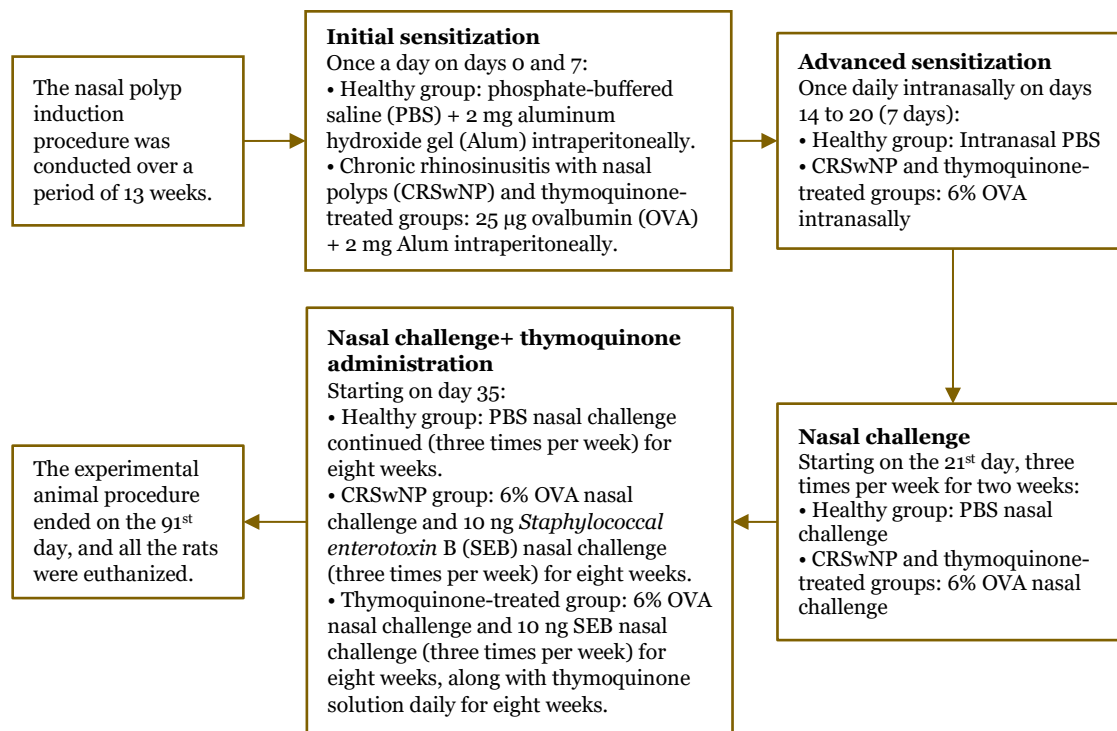 The nasal polyp
induction
procedure was
conducted over a
period of 13 weeks.
Initial sensitization
Once a day on days 0 and 7:
• Healthy group: phosphate-buffered
saline (PBS) + 2 mg aluminum
hydroxide gel (Alum) intraperitoneally.
• Chronic rhinosinusitis with nasal
polyps (CRSwNP) and thymoquinone-
treated groups: 25 µg ovalbumin (OVA)
+ 2 mg Alum intraperitoneally.
Advanced sensitization
Once daily intranasally on days
14 to 20 (7 days):
• Healthy group: Intranasal PBS
• CRSwNP and thymoquinone-
treated groups: 6% OVA
intranasally
Nasal challenge
Starting on the 21st day, three
times per week for two weeks:
• Healthy group: PBS nasal
challenge
• CRSwNP and thymoquinone-
treated groups: 6% OVA nasal
challenge
Nasal challenge+ thymoquinone
administration
Starting on day 35:
• Healthy group: PBS nasal challenge
continued (three times per week) for
eight weeks.
• CRSwNP group: 6% OVA nasal
challenge and 10 ng Staphylococcal
enterotoxin B (SEB) nasal challenge
(three times per week) for eight weeks.
• Thymoquinone-treated group: 6% OVA
nasal challenge and 10 ng SEB nasal
challenge (three times per week) for
eight weeks, along with thymoquinone
solution daily for eight weeks.
The experimental
animal procedure
ended on the 91st
day, and all the rats
were euthanized.